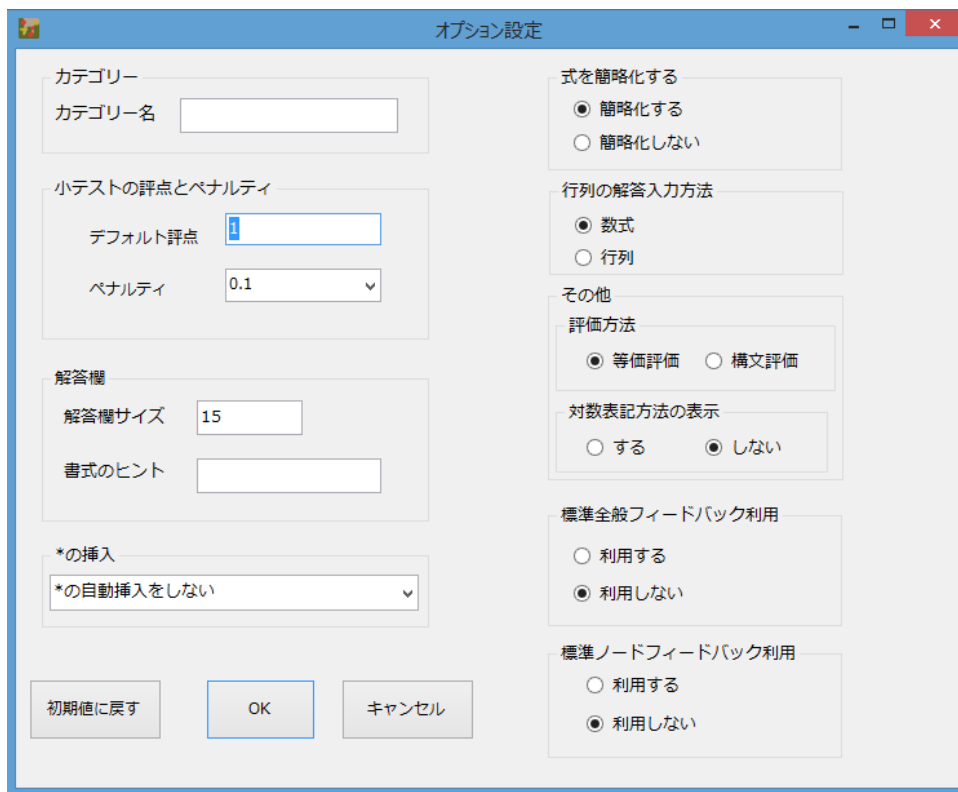 オプション設定
カテゴリー
カテゴリー名
小テストの評点とペナルティ
デフォルト評点 1
ペナルティ 0.1
解答欄
解答欄サイズ 15
書式のヒント
*の挿入
*の自動挿入をしない
初期値に戻す OK キャンセル
式を簡略化する
簡略化する
簡略化しない
行列の解答入力方法
数式
行列
その他
評価方法
等価評価 構文評価
対数表記方法の表示
する しない
標準全般フィードバック利用
利用する
利用しない
標準ノードフィードバック利用
利用する
利用しない